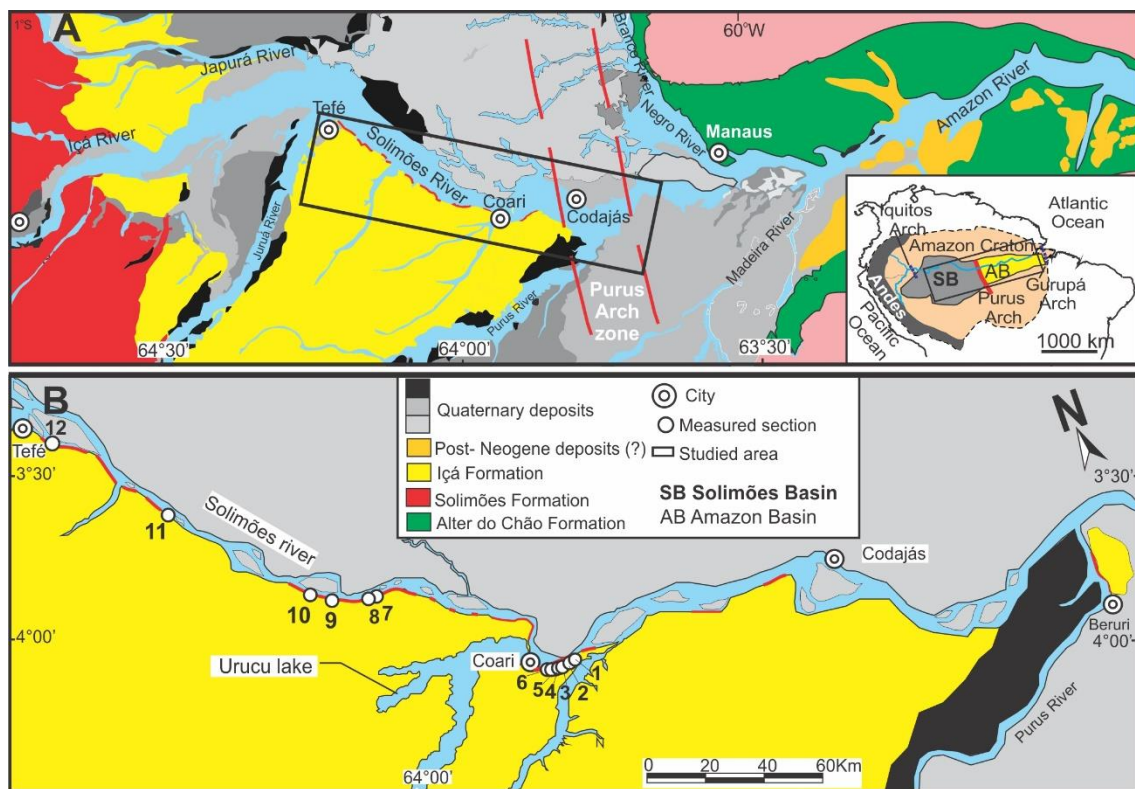 A
1°S
60°W
Japurá River
Branco River
Tefé
Içá River
Solimões River
Negro River
Manaus
Amazon River
Coari
Codajás
Juruá River
Madeira River
Purus River
Purus
Arch
zone
64°30'
64°00'
63°30'
Iquitos
Arch
Atlantic
Ocean
Amazon Craton
SB
AB
Andes
Gurupá
Arch
Purus
Arch
Pacific
Ocean
1000 km
B
Quaternary deposits
Post- Neogene deposits (?)
Içá Formation
Solimões Formation
Alter do Chão Formation
City
Measured section
Studied area
SB Solimões Basin
AB Amazon Basin
N
12
Tefé
3°30'
3°30'
11
Solimões river
Codajás
10
9
8
7
4°00'
Beruri
4°00'
Urucu lake
Coari
6
5
4
3
2
1
Purus River
64°00'
0 20 40 60Km